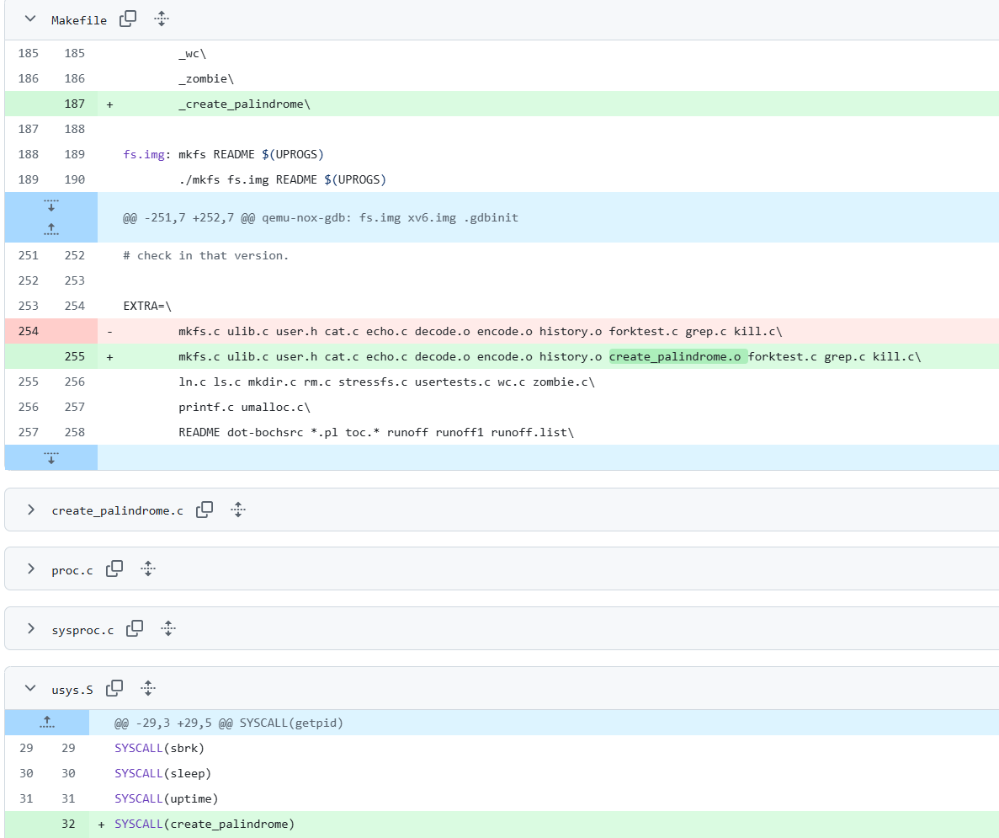 Makefile
185 185 _wc\
186 186 _zombie\
187 + _create_palindrome\
187 188
188 189 fs.img: mkfs README $(UPROGS)
189 190 ./mkfs fs.img README $(UPROGS)
@@ -251,7 +252,7 @@ qemu-nox-gdb: fs.img xv6.img .gdbinit
251 252 # check in that version.
252 253
253 254 EXTRA=\
254 - mkfs.c ulib.c user.h cat.c echo.c decode.o encode.o history.o forktest.c grep.c kill.c\
255 + mkfs.c ulib.c user.h cat.c echo.c decode.o encode.o history.o create_palindrome.o forktest.c grep.c kill.c\
255 256 ln.c ls.c mkdir.c rm.c stressfs.c usertests.c wc.c zombie.c\
256 257 printf.c umalloc.c\
257 258 README dot-bochsrc *.pl toc.* runoff runoff1 runoff.list\
create_palindrome.c
proc.c
sysproc.c
usys.S
@@ -29,3 +29,5 @@ SYSCALL(getpid)
29 29 SYSCALL(sbrk)
30 30 SYSCALL(sleep)
31 31 SYSCALL(uptime)
32 + SYSCALL(create_palindrome)